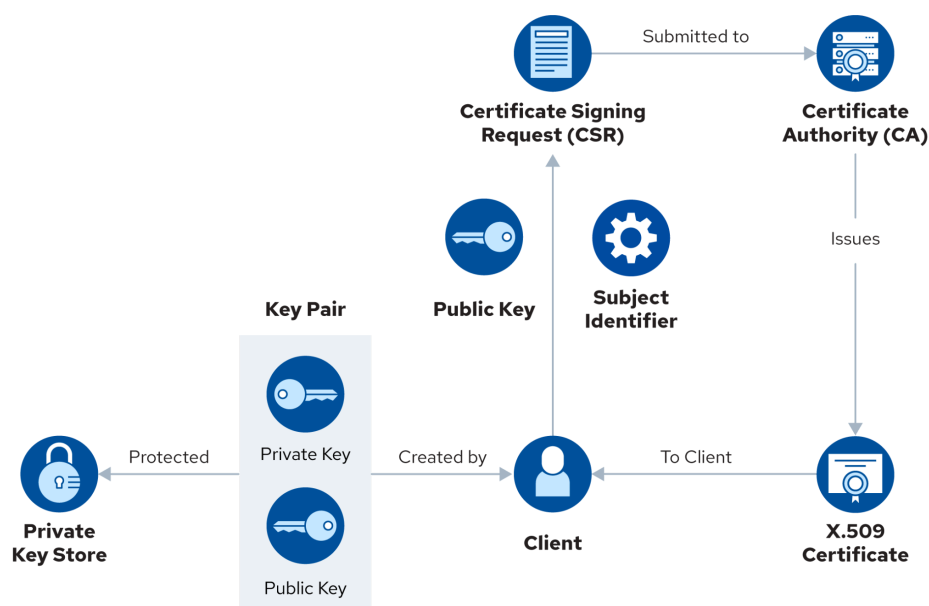 Submitted to
Certificate Signing
Request (CSR)
Certificate
Authority (CA)
Issues
Public Key
Subject
Identifier
Key Pair
Private Key
Public Key
Protected
Created by
To Client
Private
Key Store
Client
X.509
Certificate